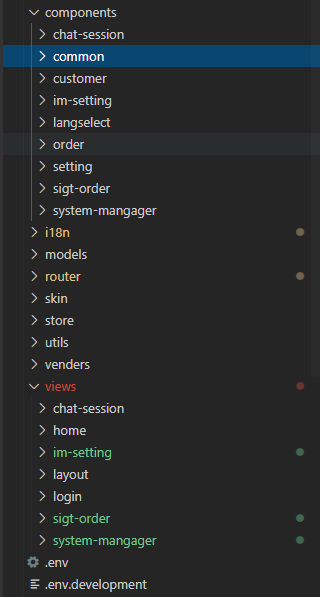 components
chat-session
common
customer
im-setting
langselect
order
setting
sigt-order
system-mangager
i18n
models
router
skin
store
utils
venders
views
chat-session
home
im-setting
layout
login
sigt-order
system-mangager
.env
.env.development